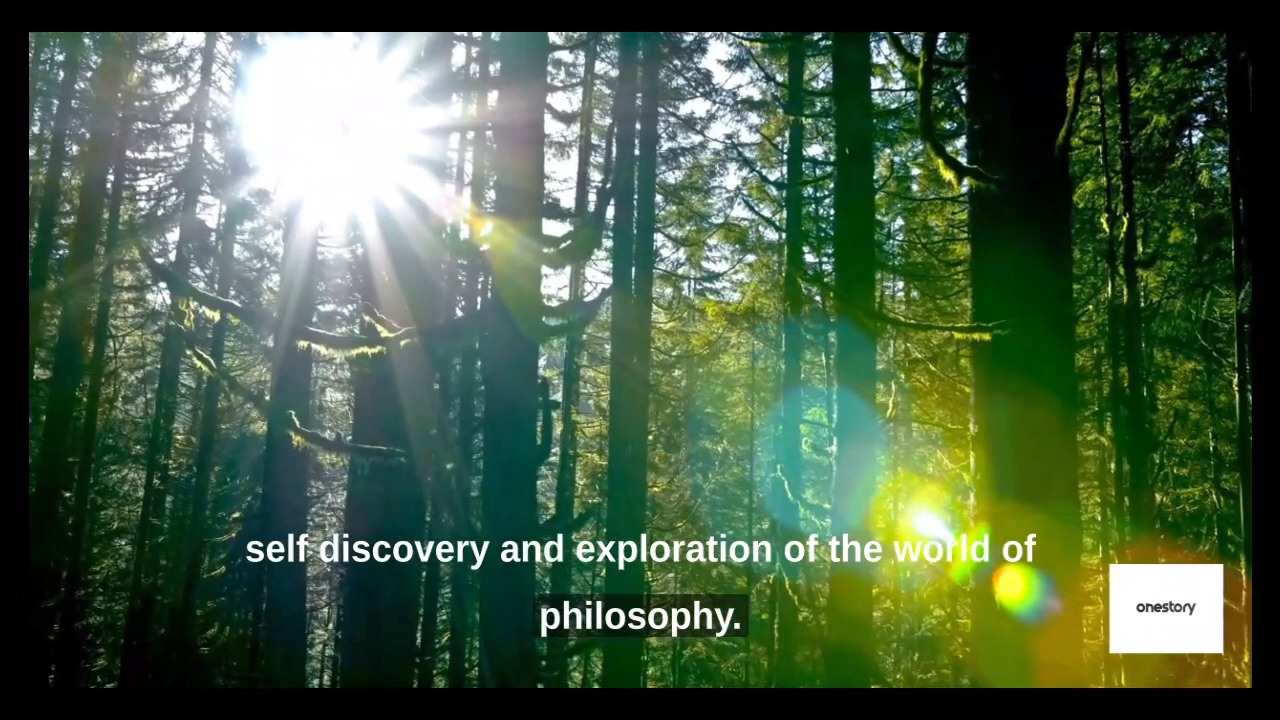 self discovery and exploration of the world of
philosophy.
onestory